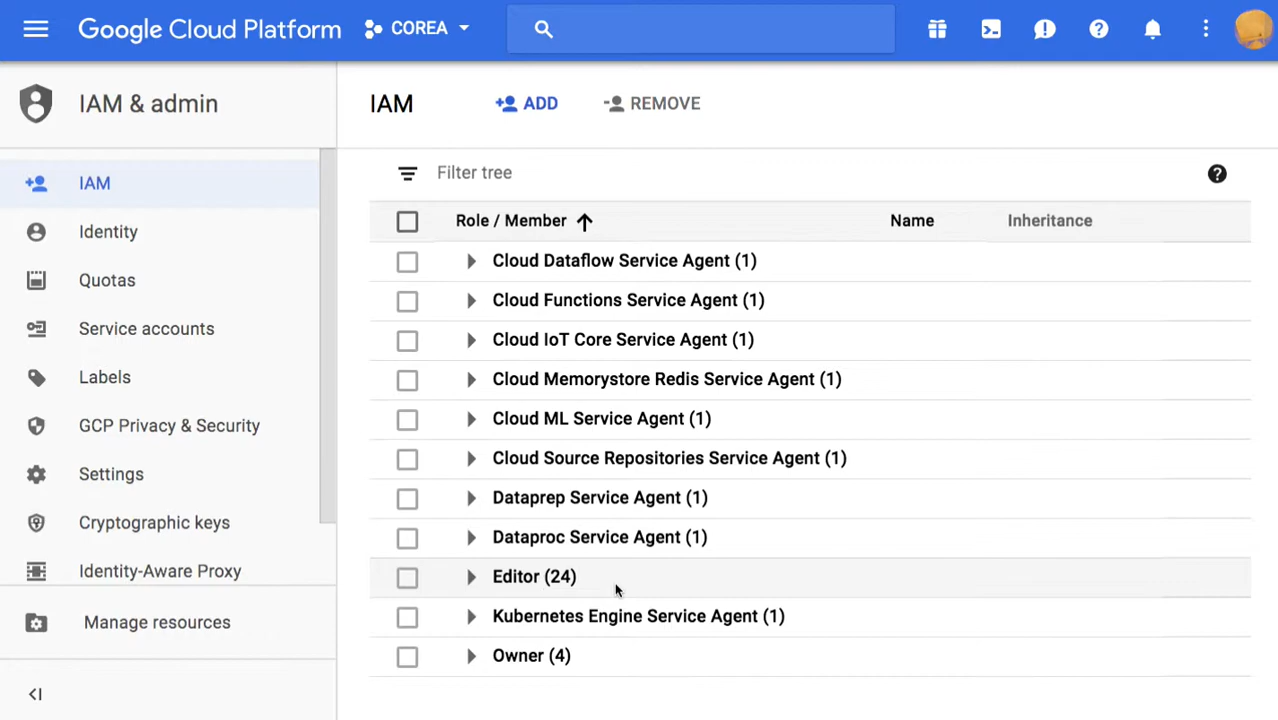 Google Cloud Platform
COREA
IAM & admin
IAM
ADD
REMOVE
Filter tree
IAM
Identity
Quotas
Service accounts
Labels
GCP Privacy & Security
Settings
Cryptographic keys
Identity-Aware Proxy
Manage resources
Role / Member
Name
Inheritance
Cloud Dataflow Service Agent (1)
Cloud Functions Service Agent (1)
Cloud IoT Core Service Agent (1)
Cloud Memorystore Redis Service Agent (1)
Cloud ML Service Agent (1)
Cloud Source Repositories Service Agent (1)
Dataprep Service Agent (1)
Dataproc Service Agent (1)
Editor (24)
Kubernetes Engine Service Agent (1)
Owner (4)